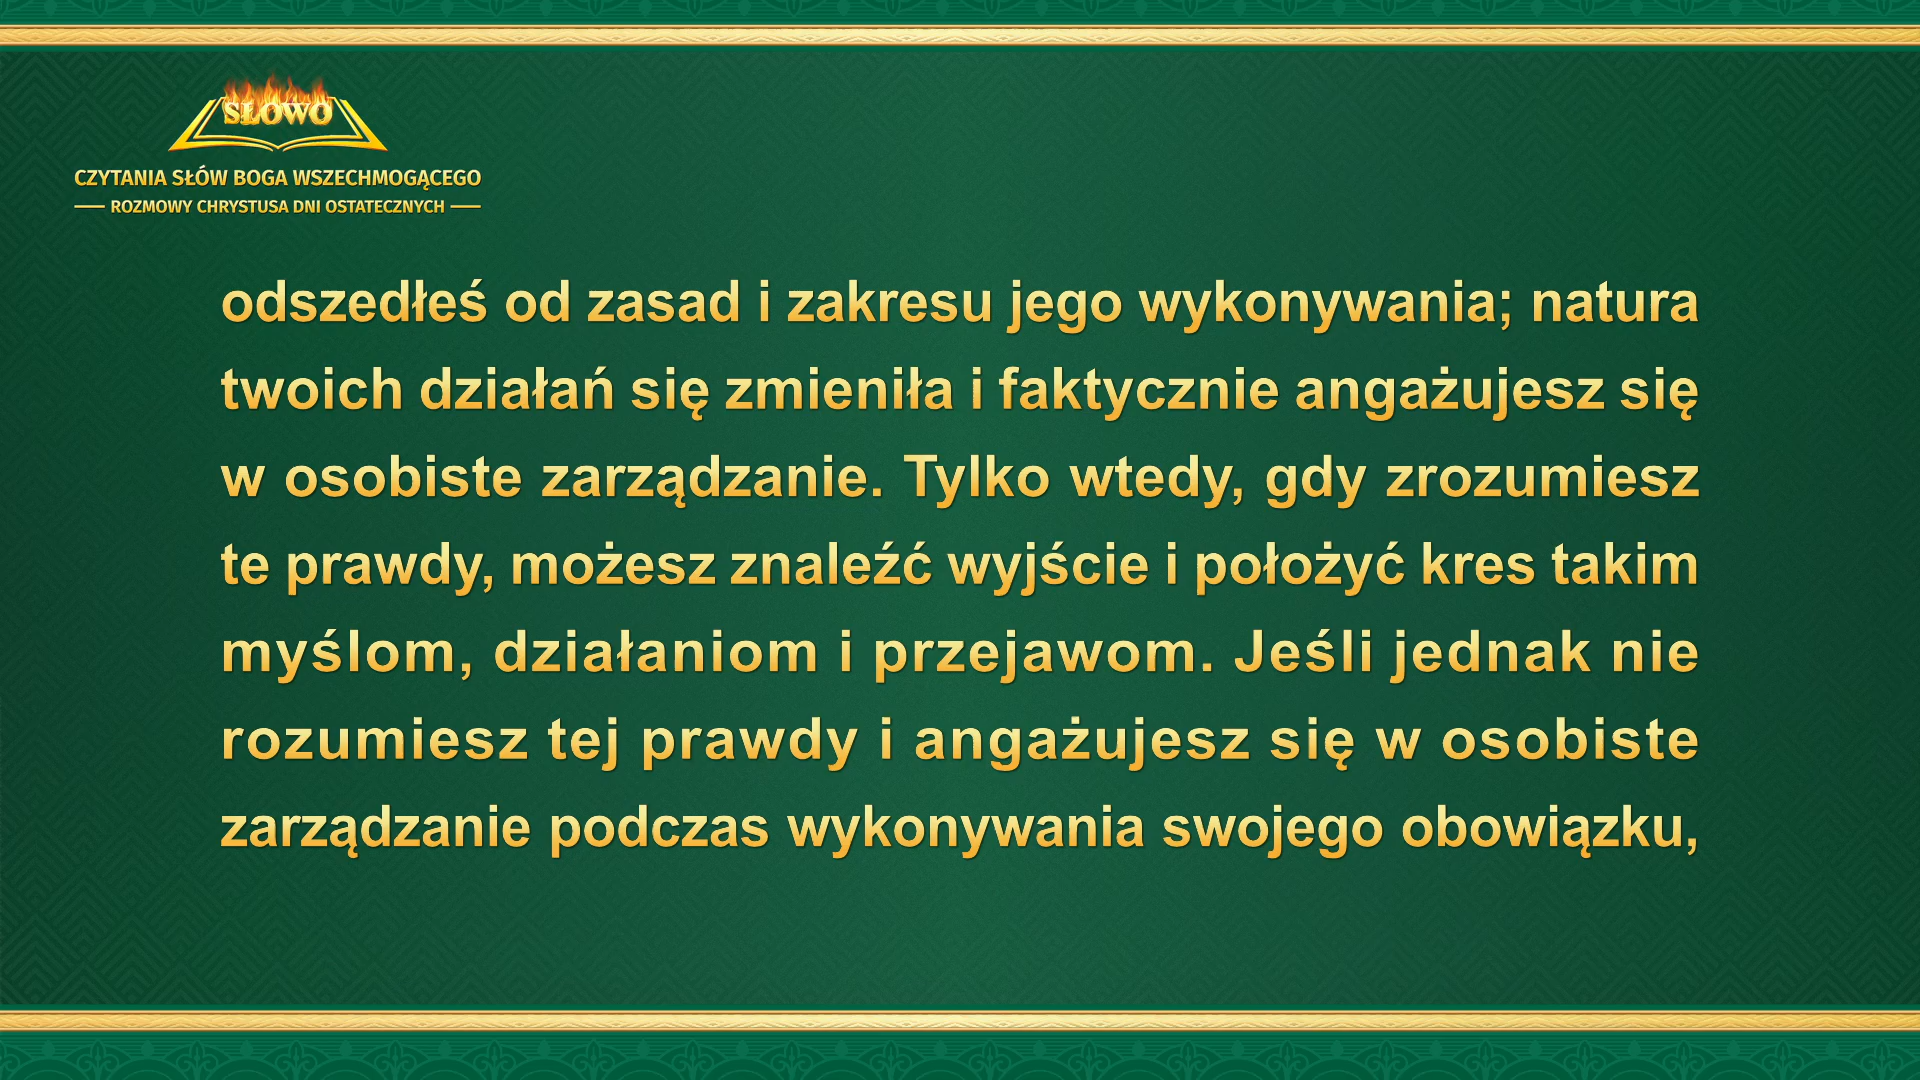 SŁOWO
CZYTANIA SŁÓW BOGA WSZECHMOGĄCEGO
ROZMOWY CHRYSTUSA DNI OSTATECZNYCH
odszedłeś od zasad i zakresu jego wykonywania; natura
twoich działań się zmieniła i faktycznie angażujesz się
w osobiste zarządzanie. Tylko wtedy, gdy zrozumiesz
te prawdy, możesz znaleźć wyjście i położyć kres takim
myślom, działaniom i przejawom. Jeśli jednak nie
rozumiesz tej prawdy i angażujesz się w osobiste
zarządzanie podczas wykonywania swojego obowiązku,